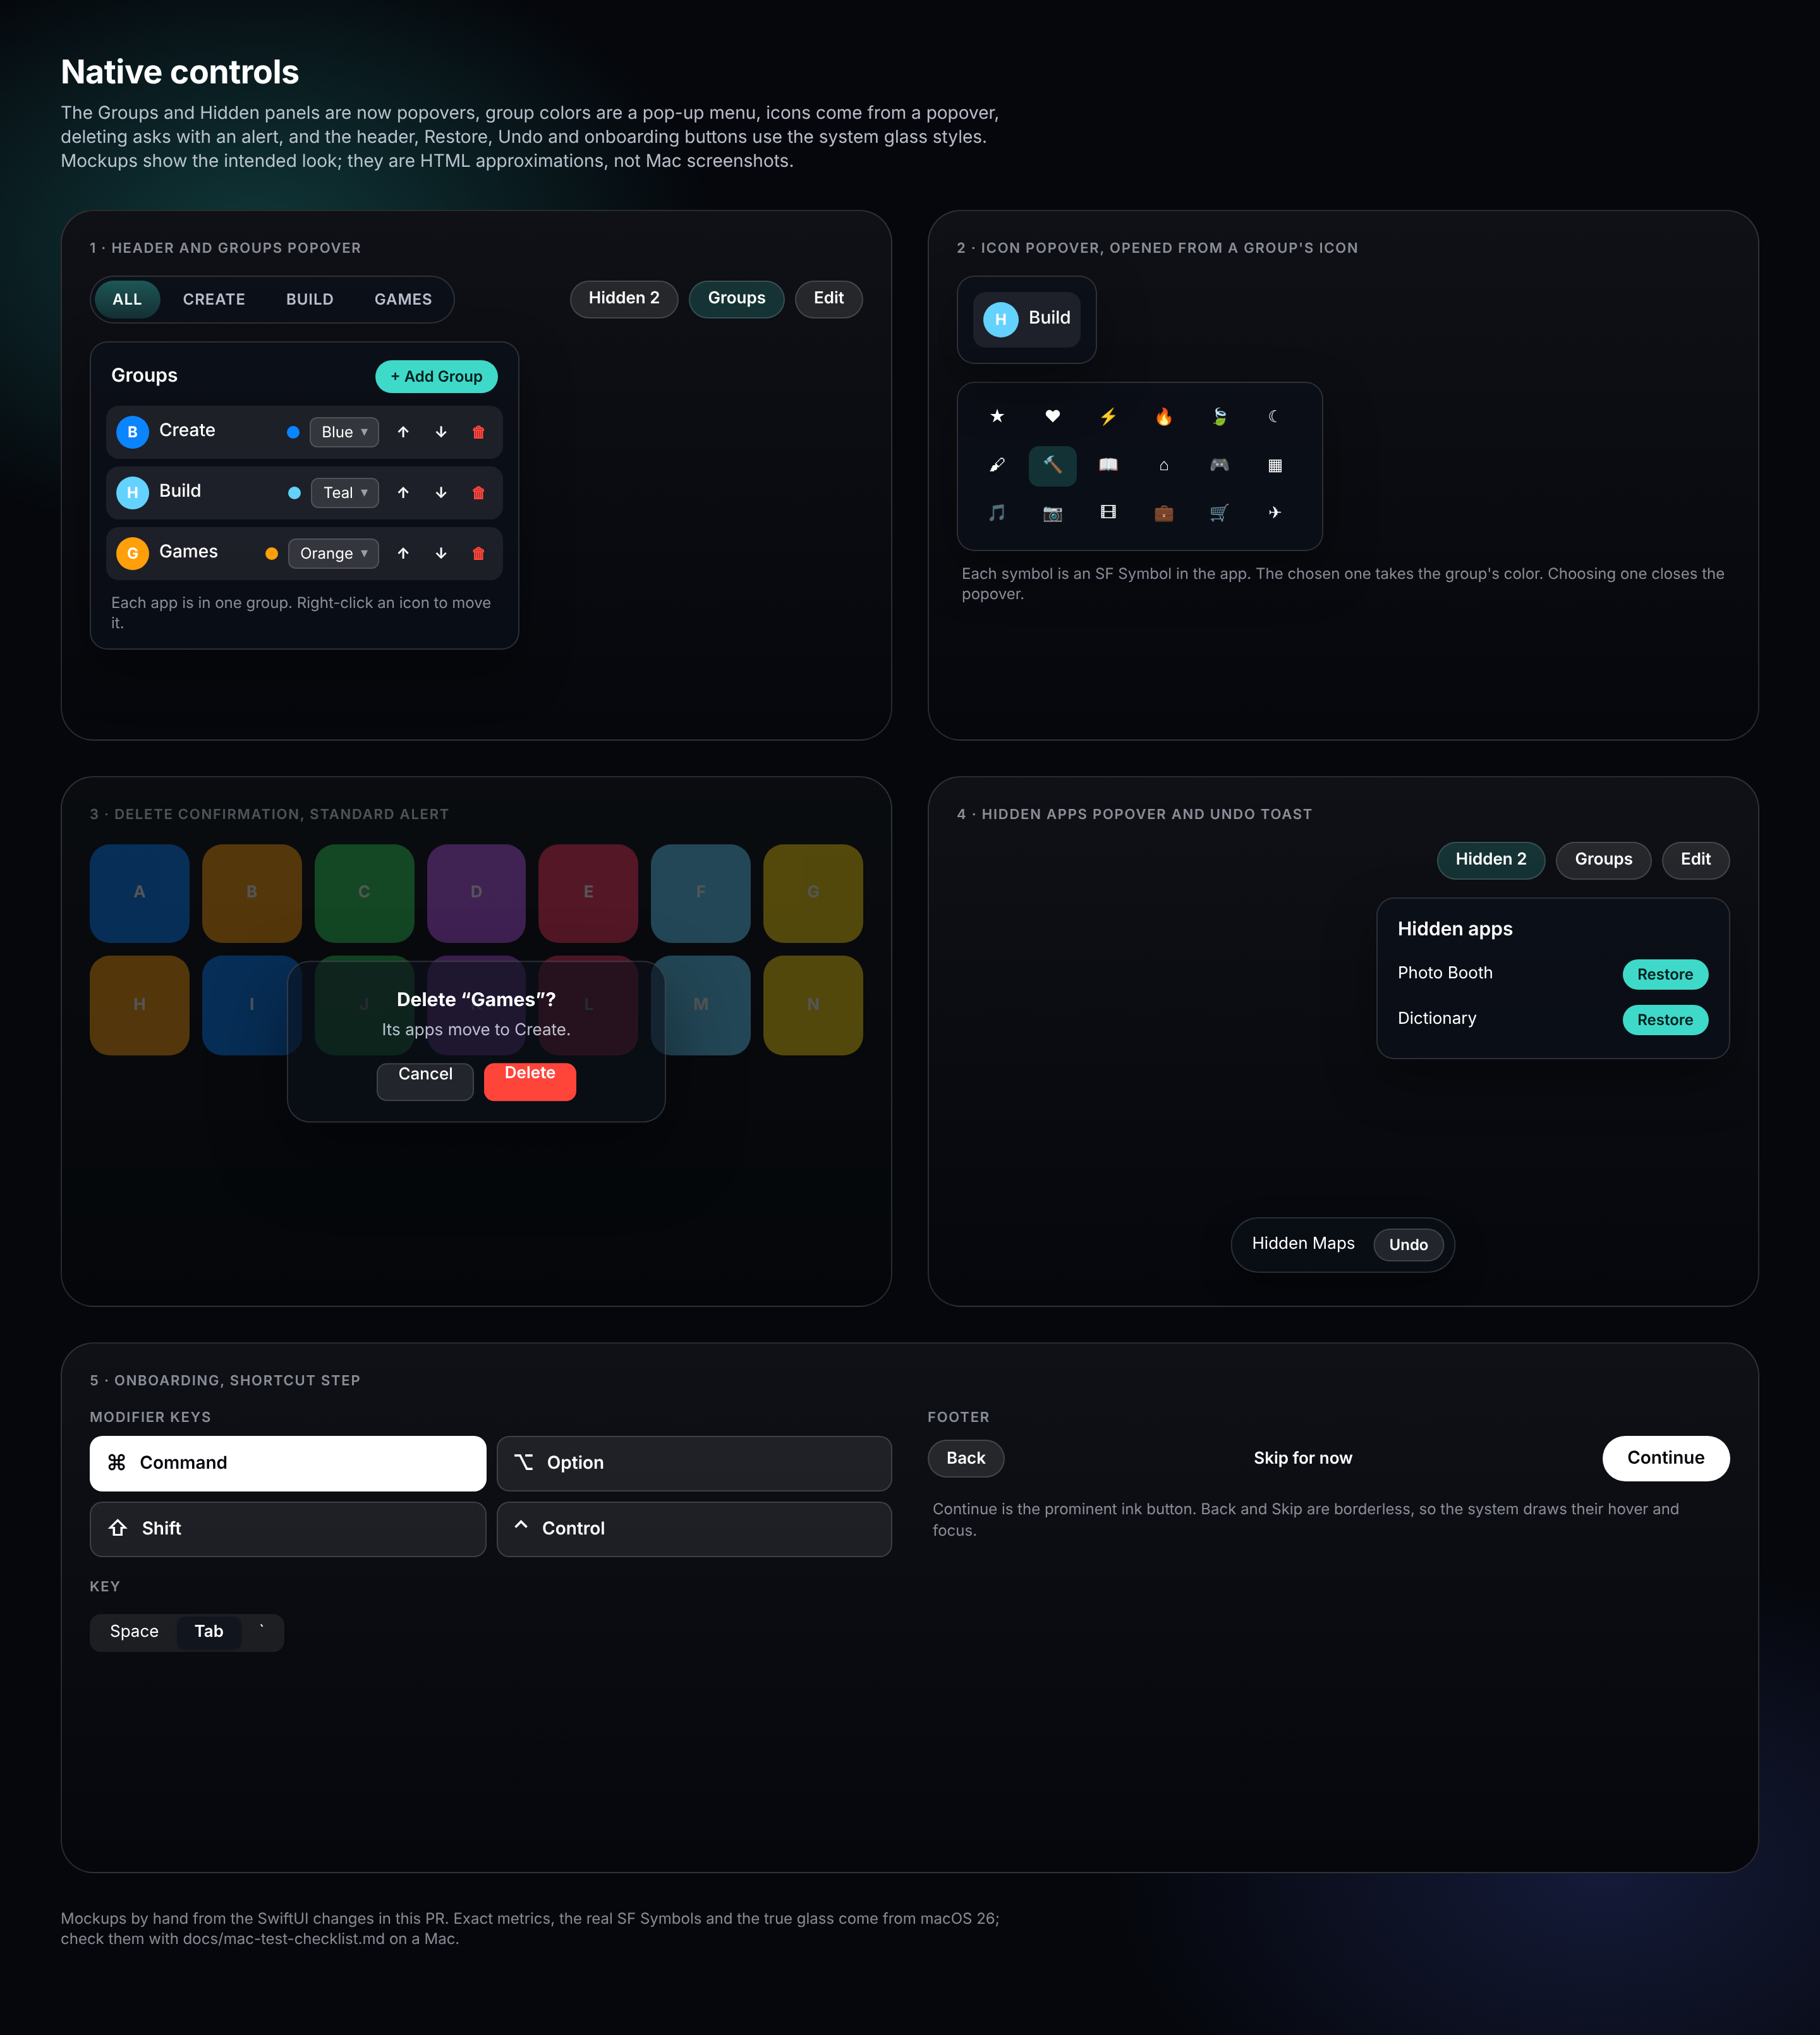 Native controls
The Groups and Hidden panels are now popovers, group colors are a pop-up menu, icons come from a popover,
deleting asks with an alert, and the header, Restore, Undo and onboarding buttons use the system glass styles.
Mockups show the intended look; they are HTML approximations, not Mac screenshots.
1 · HEADER AND GROUPS POPOVER
ALL CREATE BUILD GAMES Hidden 2 Groups Edit
Groups + Add Group
B Create Blue ▾ ↑ ↓
H Build Teal ▾ ↑ ↓
G Games Orange ▾ ↑ ↓
Each app is in one group. Right-click an icon to move
it.
2 · ICON POPOVER, OPENED FROM A GROUP'S ICON
H Build
Each symbol is an SF Symbol in the app. The chosen one takes the group's color. Choosing one closes the
popover.
3 · DELETE CONFIRMATION, STANDARD ALERT
A B C D E F G
H I J L M N
Delete “Games”?
Its apps move to Create.
Cancel Delete
4 · HIDDEN APPS POPOVER AND UNDO TOAST
Hidden 2 Groups Edit
Hidden apps
Photo Booth Restore
Dictionary Restore
Hidden Maps Undo
5 · ONBOARDING, SHORTCUT STEP
MODIFIER KEYS
⌘ Command ⌥ Option
⇧ Shift ⌃ Control
KEY
Space Tab `
FOOTER
Back Skip for now Continue
Continue is the prominent ink button. Back and Skip are borderless, so the system draws their hover and
focus.
Mockups by hand from the SwiftUI changes in this PR. Exact metrics, the real SF Symbols and the true glass come from macOS 26;
check them with docs/mac-test-checklist.md on a Mac.